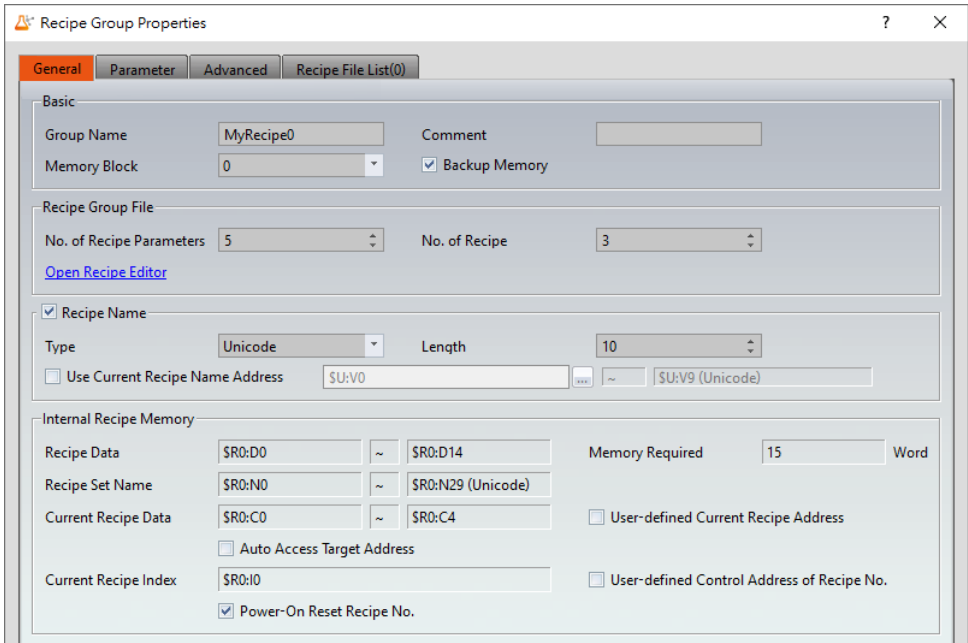 Recipe Group Properties ? ×
General Parameter Advanced Recipe File List(0)
Basic
Group Name MyRecipe0 Comment
Memory Block 0 Backup Memory
Recipe Group File
No. of Recipe Parameters 5 No. of Recipe 3
Open Recipe Editor
Recipe Name
Type Unicode Length 10
Use Current Recipe Name Address $U:V0 ... ~ $U:V9 (Unicode)
Internal Recipe Memory
Recipe Data $R0:D0 ~ $R0:D14 Memory Required 15 Word
Recipe Set Name $R0:N0 ~ $R0:N29 (Unicode)
Current Recipe Data $R0:C0 ~ $R0:C4 User-defined Current Recipe Address
Auto Access Target Address
Current Recipe Index $R0:I0 User-defined Control Address of Recipe No.
Power-On Reset Recipe No.